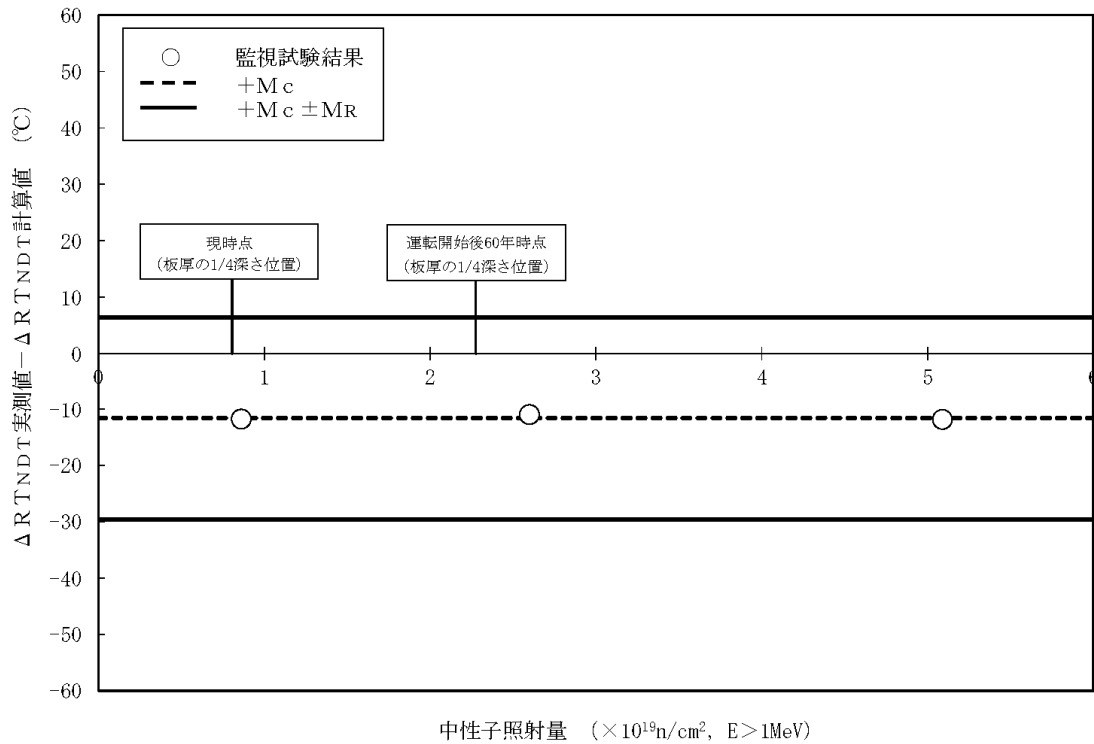 60
50
40
30
20
10
0
-10
-20
-30
-40
-50
-60
ΔRTNDT実測値－ΔRTNDT計算値 (℃)
監視試験結果
＋Mc
＋Mc±MR
現時点
(板厚の1/4深さ位置)
運転開始後60年時点
(板厚の1/4深さ位置)
0 1 2 3 4 5 6
中性子照射量 (×10¹⁹n/cm², E＞1MeV)